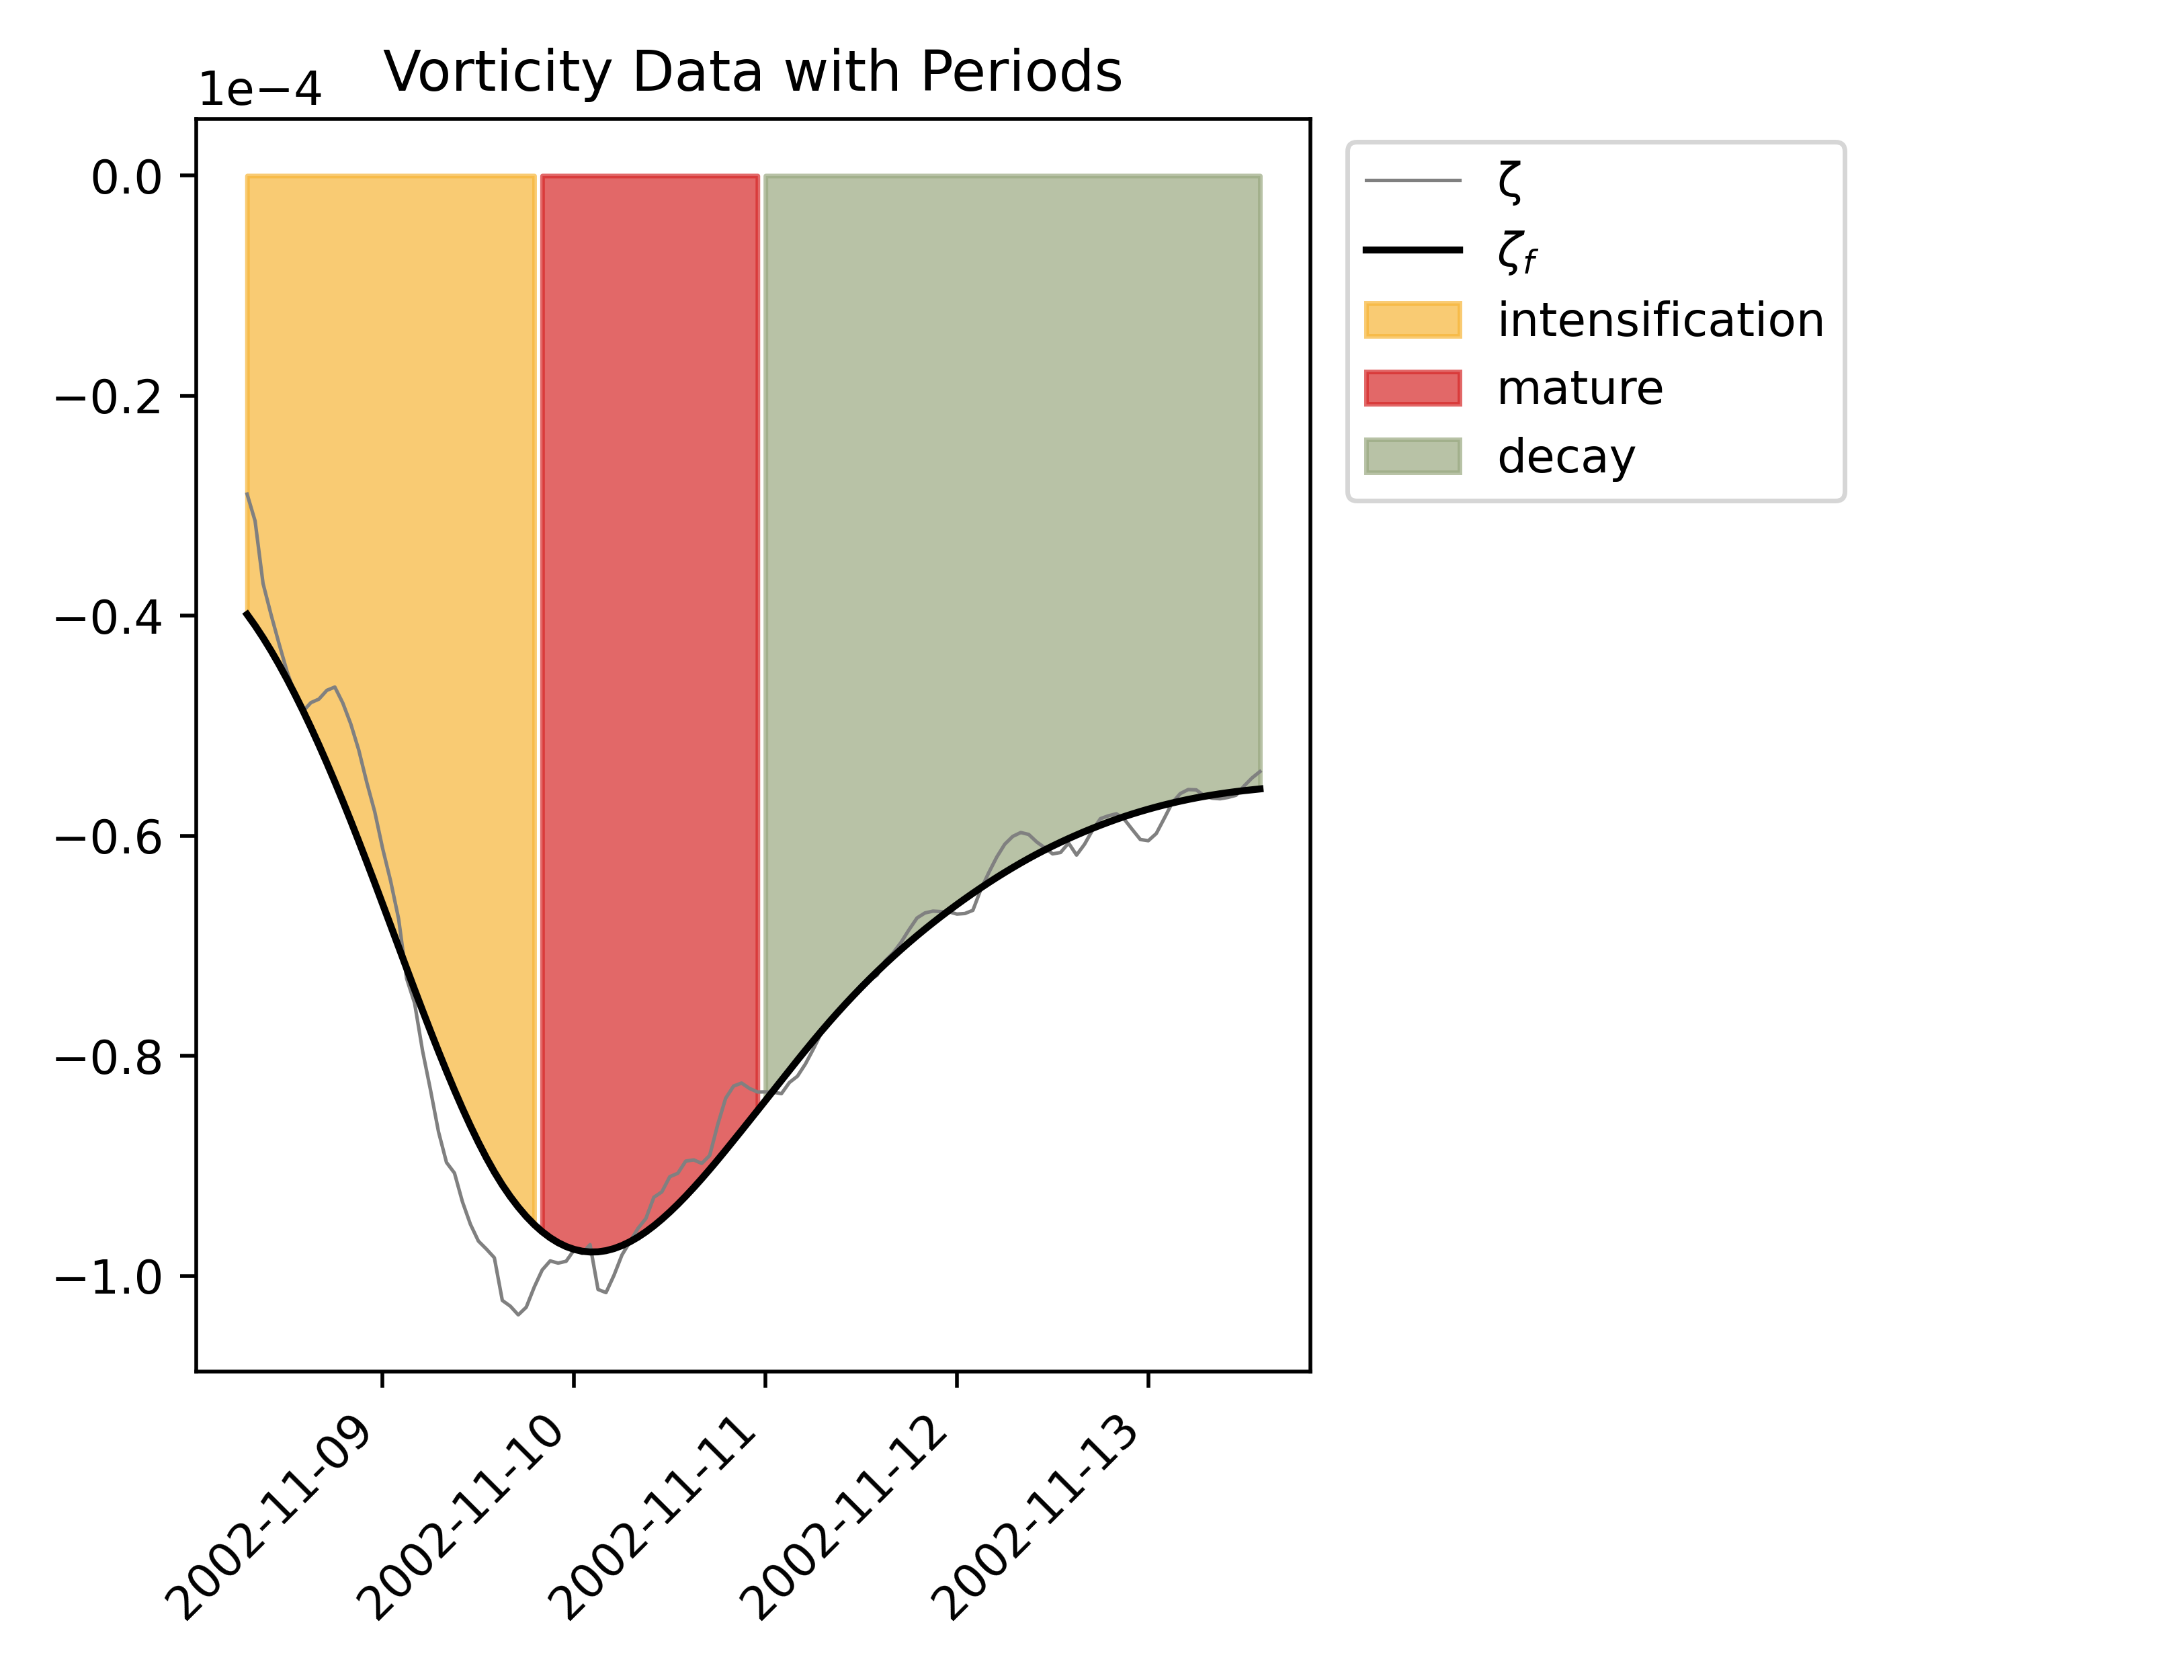 Vorticity Data with Periods
1e−4
0.0
−0.2
−0.4
−0.6
−0.8
−1.0
2002-11-09
2002-11-10
2002-11-11
2002-11-12
2002-11-13
ζ
ζf
intensification
mature
decay